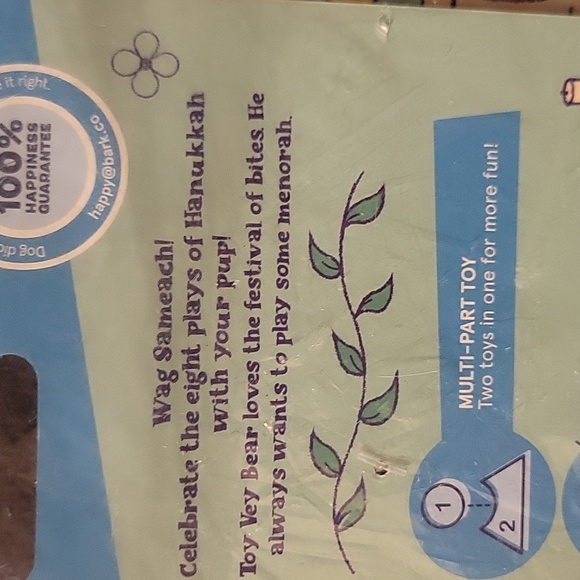 it right.
100%
HAPPINESS
GUARANTEE
happy@bark.co
Dog
Wag Sameach!
Celebrate the eight plays of Hanukkah
with your pup!
Toy Vey Bear loves the festival of bites. He
always wants to play some menorah.
MULTI-PART TOY
Two toys in one for more fun!
1
2